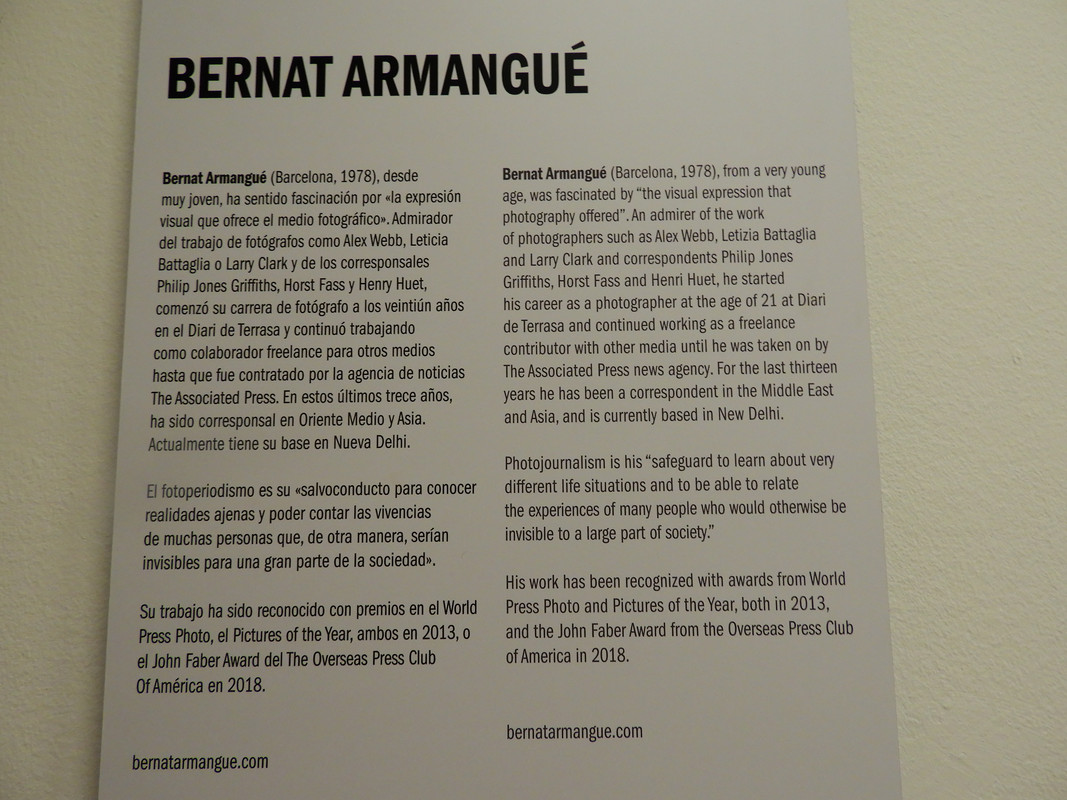 BERNAT ARMANGUÉ
Bernat Armangué (Barcelona, 1978), desde
muy joven, ha sentido fascinación por «la expresión
visual que ofrece el medio fotográfico». Admirador
del trabajo de fotógrafos como Alex Webb, Leticia
Battaglia o Larry Clark y de los corresponsales
Philip Jones Griffiths, Horst Fass y Henry Huet,
comenzó su carrera de fotógrafo a los veintiún años
en el Diari de Terrasa y continuó trabajando
como colaborador freelance para otros medios
hasta que fue contratado por la agencia de noticias
The Associated Press. En estos últimos trece años,
ha sido corresponsal en Oriente Medio y Asia.
Actualmente tiene su base en Nueva Delhi.
El fotoperiodismo es su «salvoconducto para conocer
realidades ajenas y poder contar las vivencias
de muchas personas que, de otra manera, serían
invisibles para una gran parte de la sociedad».
Su trabajo ha sido reconocido con premios en el World
Press Photo, el Pictures of the Year, ambos en 2013, o
el John Faber Award del The Overseas Press Club
Of América en 2018.
bernatarmangue.com
Bernat Armangué (Barcelona, 1978), from a very young
age, was fascinated by “the visual expression that
photography offered”. An admirer of the work
of photographers such as Alex Webb, Letizia Battaglia
and Larry Clark and correspondents Philip Jones
Griffiths, Horst Fass and Henri Huet, he started
his career as a photographer at the age of 21 at Diari
de Terrasa and continued working as a freelance
contributor with other media until he was taken on by
The Associated Press news agency. For the last thirteen
years he has been a correspondent in the Middle East
and Asia, and is currently based in New Delhi.
Photojournalism is his “safeguard to learn about very
different life situations and to be able to relate
the experiences of many people who would otherwise be
invisible to a large part of society.”
His work has been recognized with awards from World
Press Photo and Pictures of the Year, both in 2013,
and the John Faber Award from the Overseas Press Club
of America in 2018.
bernatarmangue.com